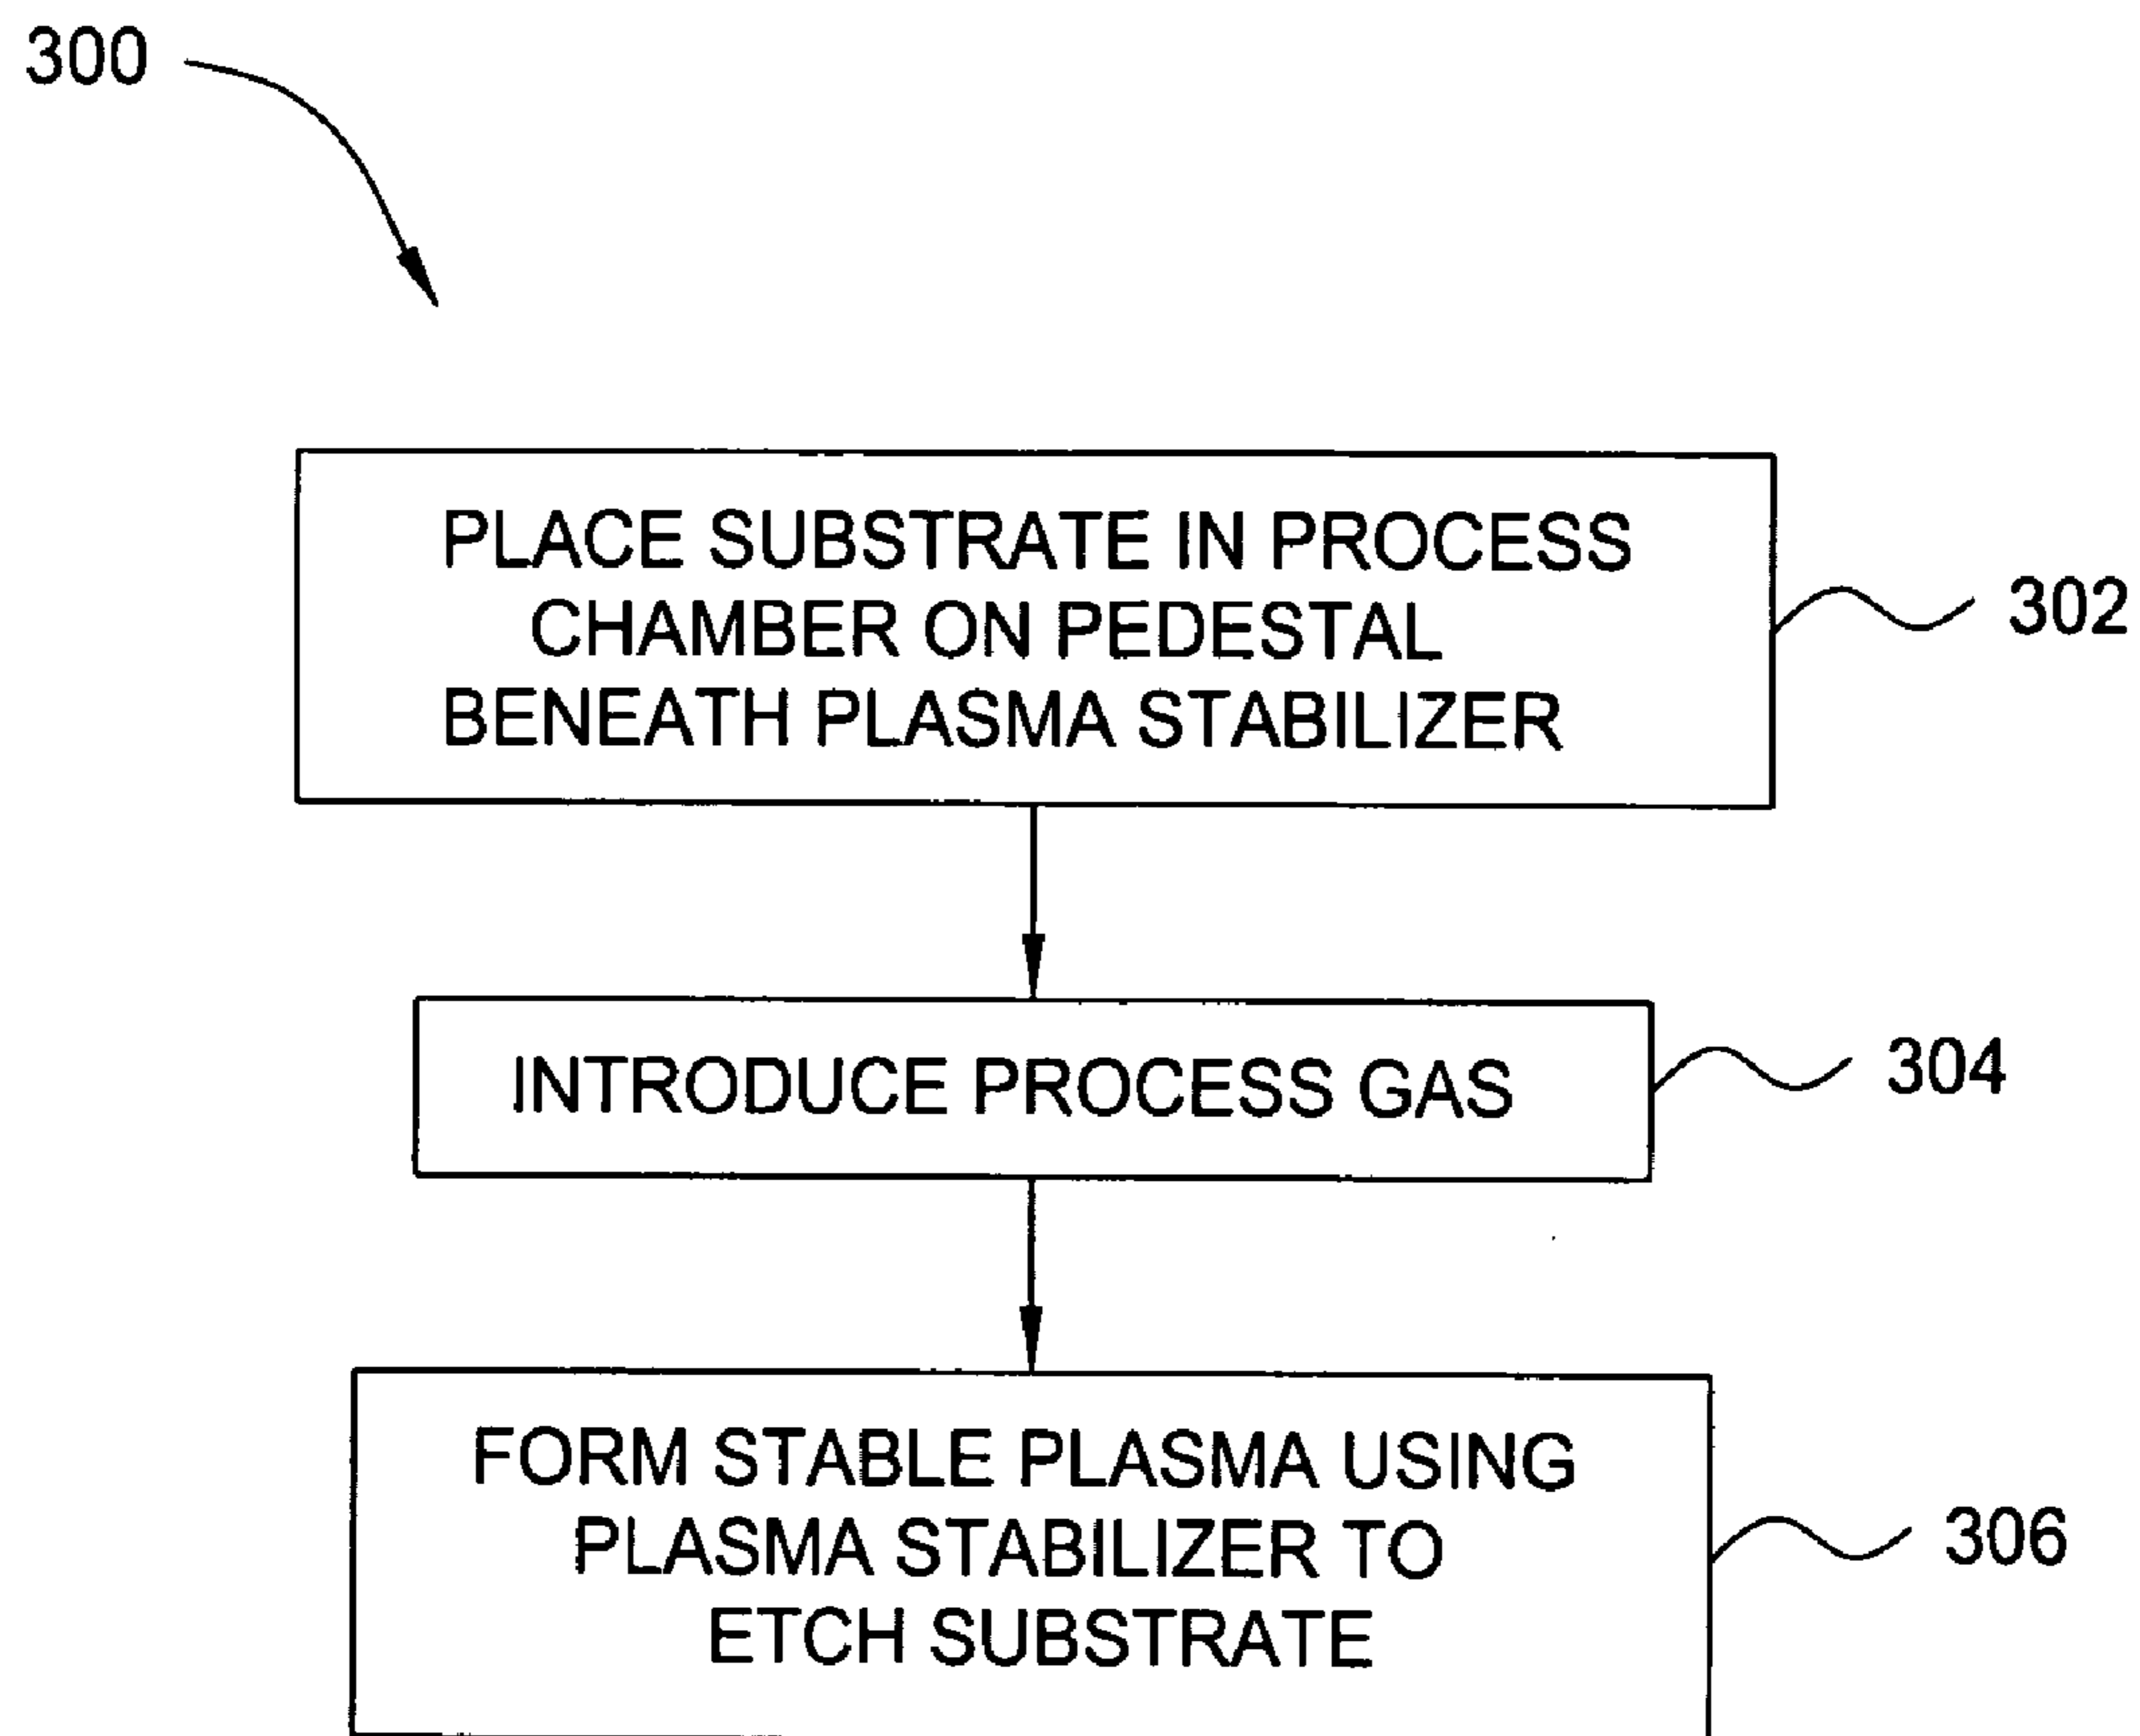 300
PLACE SUBSTRATE IN PROCESS
CHAMBER ON PEDESTAL
BENEATH PLASMA STABILIZER
302
INTRODUCE PROCESS GAS
304
FORM STABLE PLASMA USING
PLASMA STABILIZER TO
ETCH SUBSTRATE
306